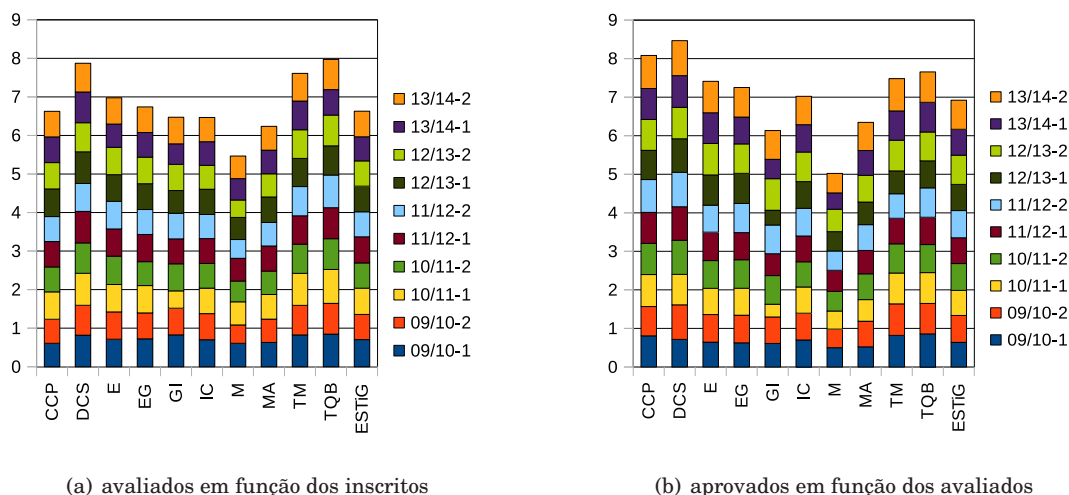 9
8
7
6
5
4
3
2
1
0
CCP
DCS
E
EG
GI
IC
M
MA
TM
TQB
ESTiG
13/14-2
13/14-1
12/13-2
12/13-1
11/12-2
11/12-1
10/11-2
10/11-1
09/10-2
09/10-1
(a) avaliados em função dos inscritos
9
8
7
6
5
4
3
2
1
0
CCP
DCS
E
EG
GI
IC
M
MA
TM
TQB
ESTiG
13/14-2
13/14-1
12/13-2
12/13-1
11/12-2
11/12-1
10/11-2
10/11-1
09/10-2
09/10-1
(b) aprovados em função dos avaliados